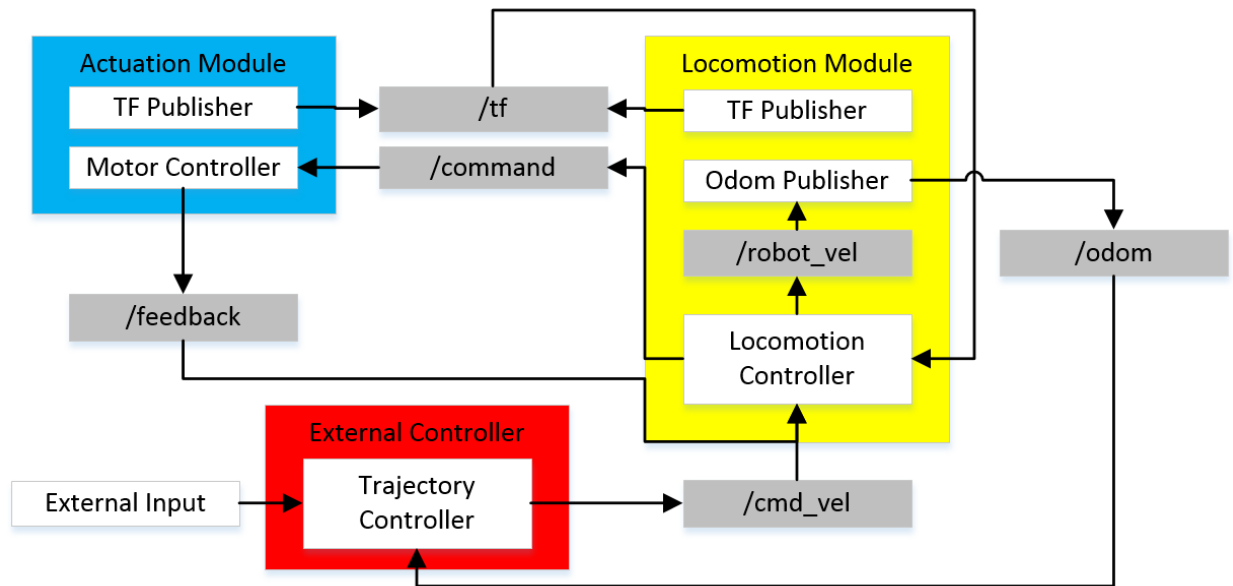 Actuation Module
TF Publisher
Motor Controller
/tf
/command
Locomotion Module
TF Publisher
Odom Publisher
/robot_vel
Locomotion
Controller
/odom
/feedback
External Controller
Trajectory
Controller
External Input
/cmd_vel